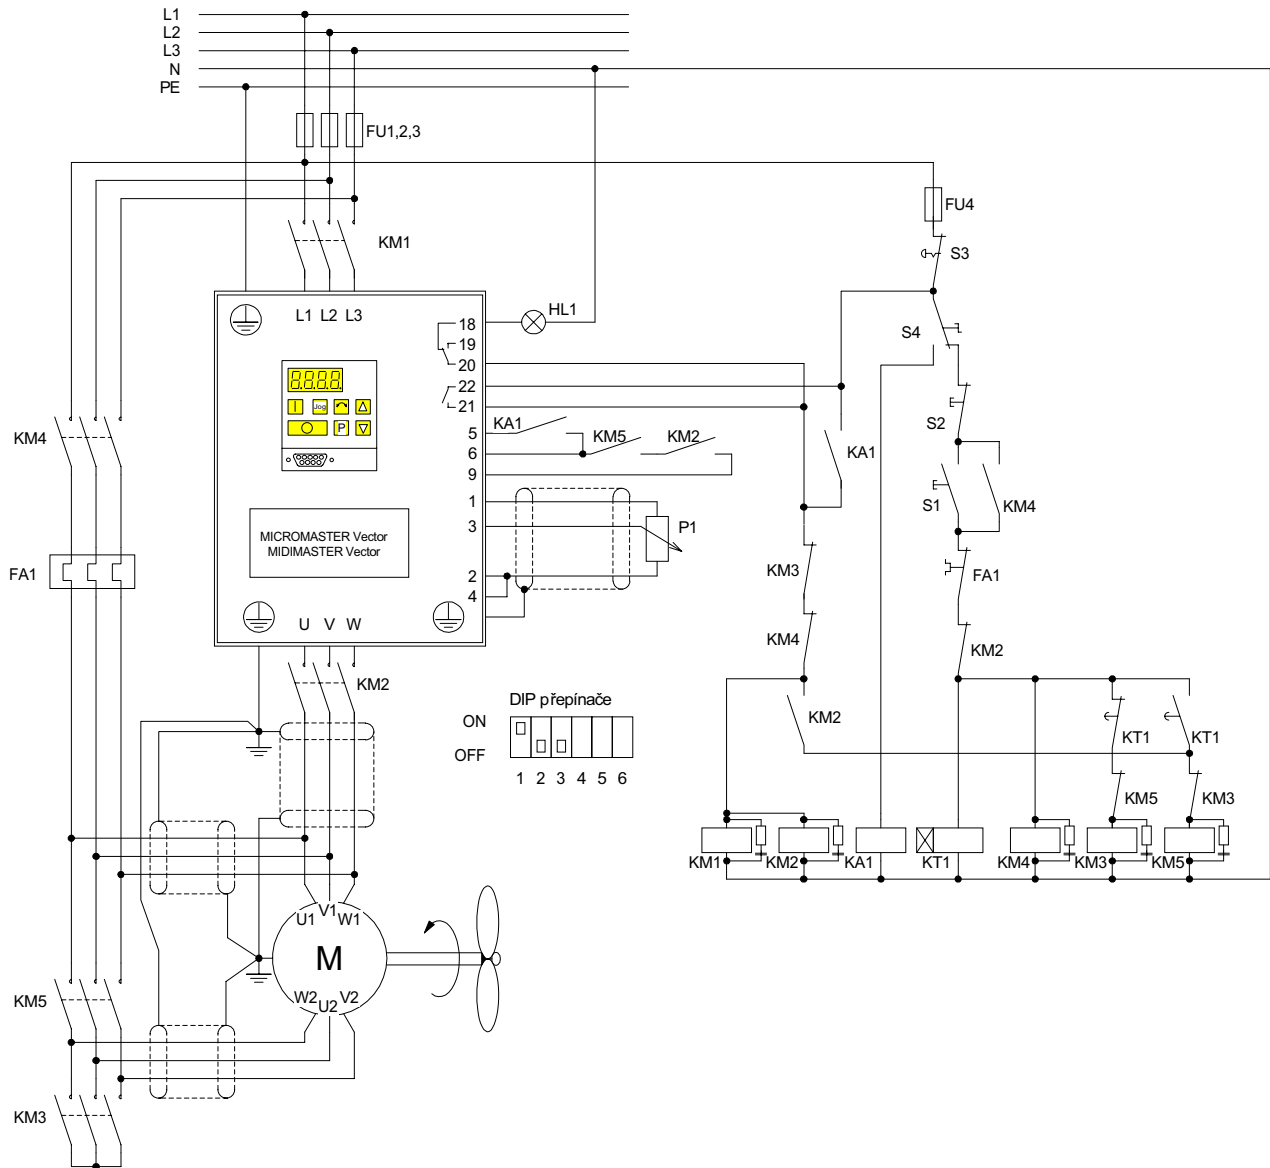 L1
L2
L3
N
PE
FU1,2,3
FU4
KM1
S3
HL1
L1 L2 L3
18
19
20
22
21
5
6
9
1
3
2
4
S4
8.8.8.8.
Jog
P
KA1
KM5
KM2
KA1
S2
KM4
S1
KM4
P1
MICROMASTER Vector
MIDIMASTER Vector
FA1
KM3
FA1
KM4
KM2
U V W
KM2
DIP přepínače
ON
OFF
1 2 3 4 5 6
KM2
KT1
KT1
KM5
KM3
KM1
KM2
KA1
KT1
KM4
KM3
KM5
U1
V1
W1
M
W2
U2
V2
KM5
KM3